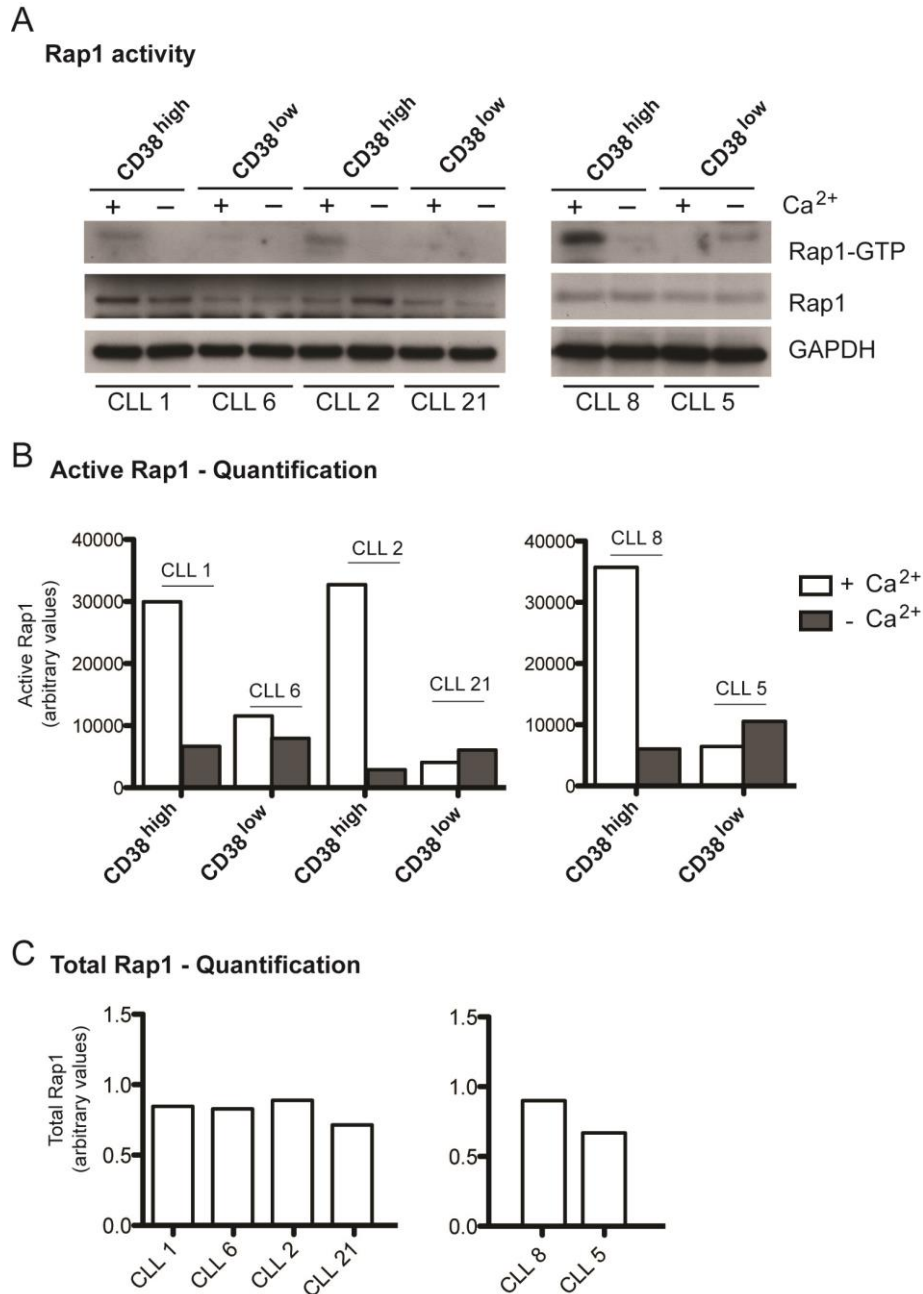 A
Rap1 activity
CD38 high CD38 low CD38 high CD38 low CD38 high CD38 low
+ − + − + − + − + − + − Ca2+
Rap1-GTP
Rap1
GAPDH
CLL 1 CLL 6 CLL 2 CLL 21 CLL 8 CLL 5
B Active Rap1 - Quantification
Active Rap1
(arbitrary values)
40000
30000
20000
10000
0
CLL 1
CLL 6
CLL 2
CLL 21
CD38 high CD38 low CD38 high CD38 low
40000
30000
20000
10000
0
CLL 8
CLL 5
CD38 high CD38 low
+ Ca2+
- Ca2+
C Total Rap1 - Quantification
Total Rap1
(arbitrary values)
1.5
1.0
0.5
0.0
CLL 1 CLL 6 CLL 2 CLL 21
1.5
1.0
0.5
0.0
CLL 8 CLL 5